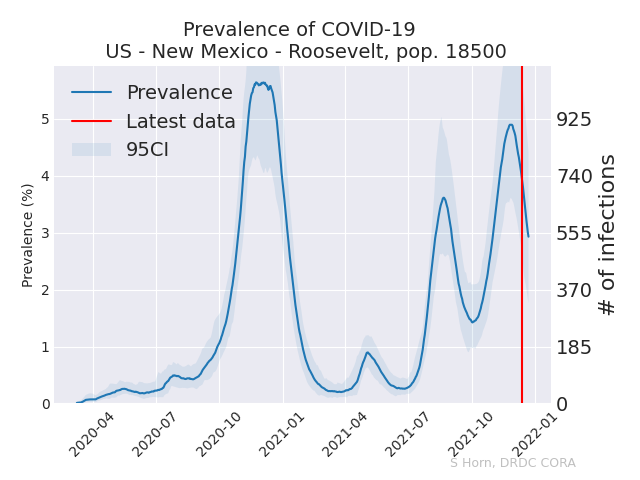 Prevalence of COVID-19
US - New Mexico - Roosevelt, pop. 18500
Prevalence
Latest data
95CI
Prevalence (%)
5
4
3
2
1
0
925
740
555
370
185
0
# of infections
2020-04
2020-07
2020-10
2021-01
2021-04
2021-07
2021-10
2022-01
S Horn, DRDC CORA